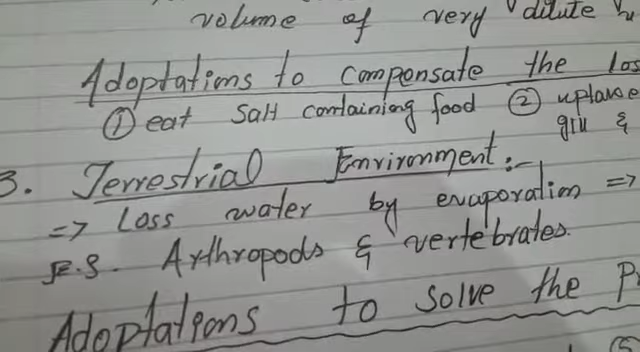 volume of very dilute
Adoptations to compensate the los
① eat salt containing food ② uptake
gill &
3. Terrestrial Environment:-
=> Loss water by evaporation =>
E.g. Arthropods & vertebrates.
Adoptations to solve the Pr